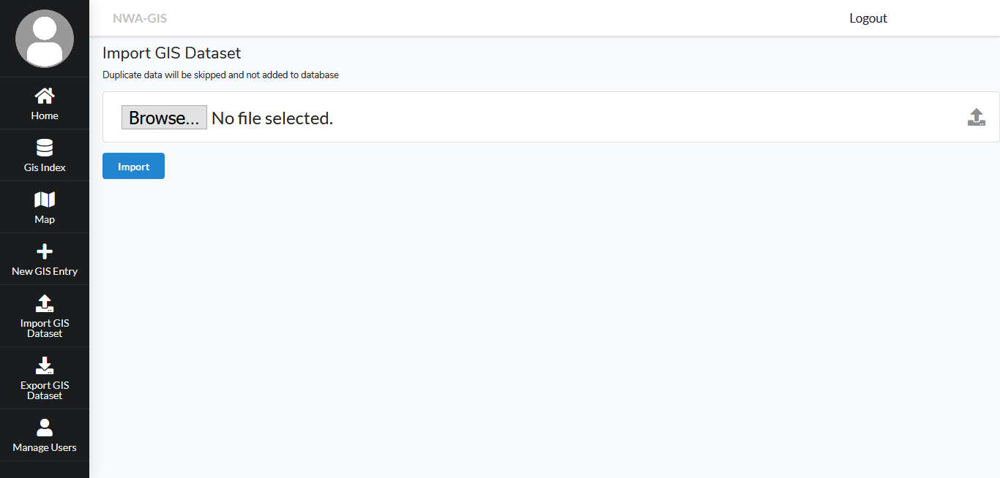 NWA-GIS
Logout
Import GIS Dataset
Duplicate data will be skipped and not added to database
Browse... No file selected.
Import
Home
Gis Index
Map
New GIS Entry
Import GIS
Dataset
Export GIS
Dataset
Manage Users